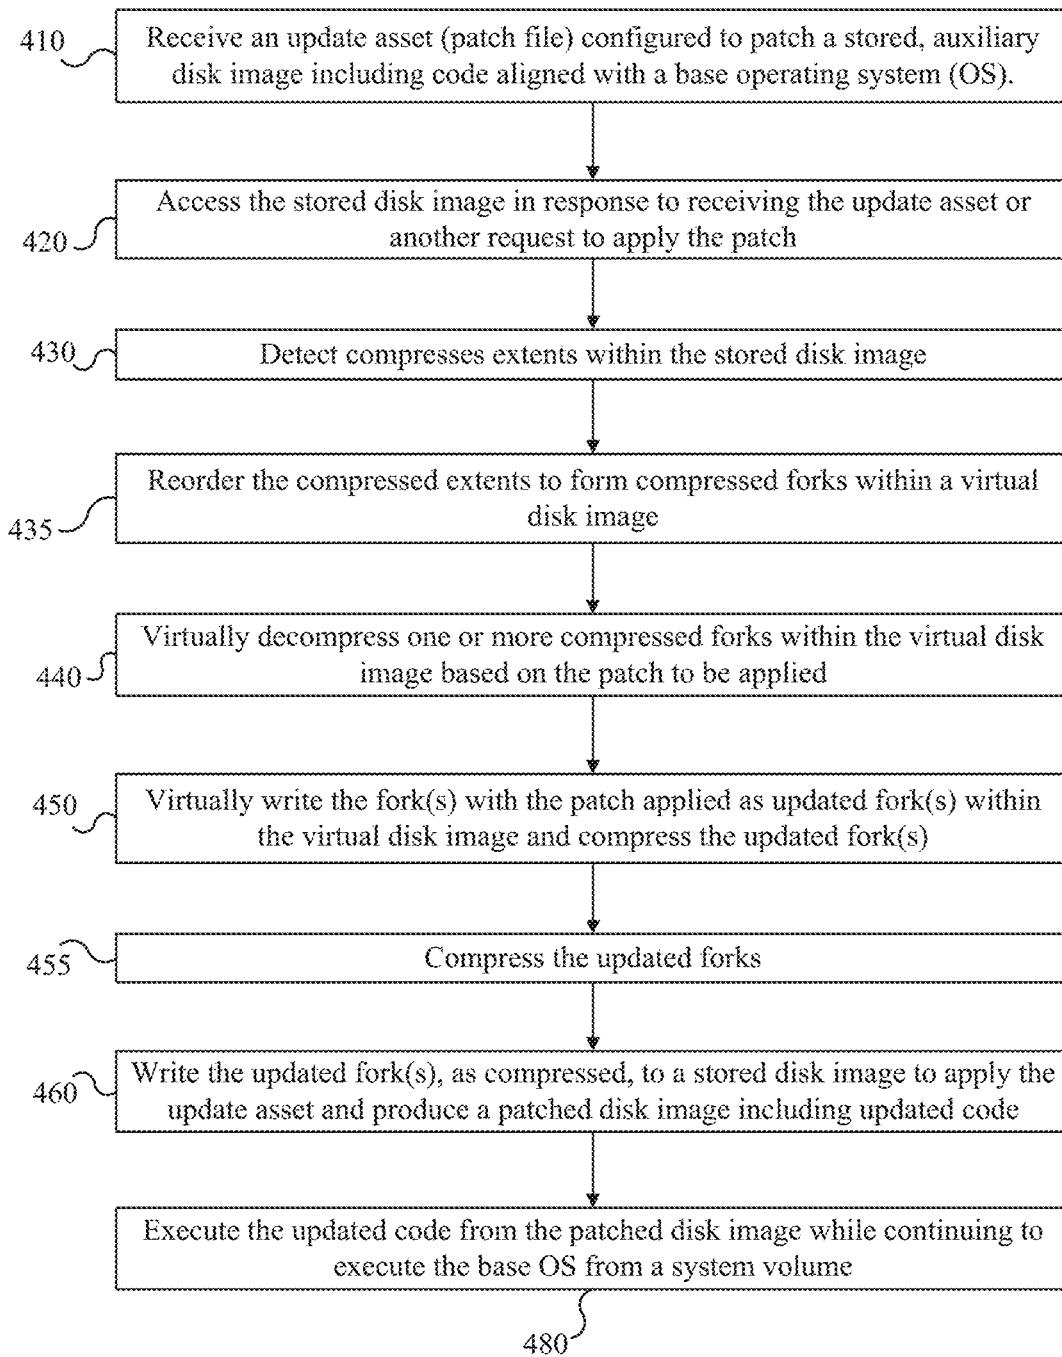 410
Receive an update asset (patch file) configured to patch a stored, auxiliary
disk image including code aligned with a base operating system (OS).
420
Access the stored disk image in response to receiving the update asset or
another request to apply the patch
430
Detect compresses extents within the stored disk image
435
Reorder the compressed extents to form compressed forks within a virtual
disk image
440
Virtually decompress one or more compressed forks within the virtual disk
image based on the patch to be applied
450
Virtually write the fork(s) with the patch applied as updated fork(s) within
the virtual disk image and compress the updated fork(s)
455
Compress the updated forks
460
Write the updated fork(s), as compressed, to a stored disk image to apply the
update asset and produce a patched disk image including updated code
Execute the updated code from the patched disk image while continuing to
execute the base OS from a system volume
480